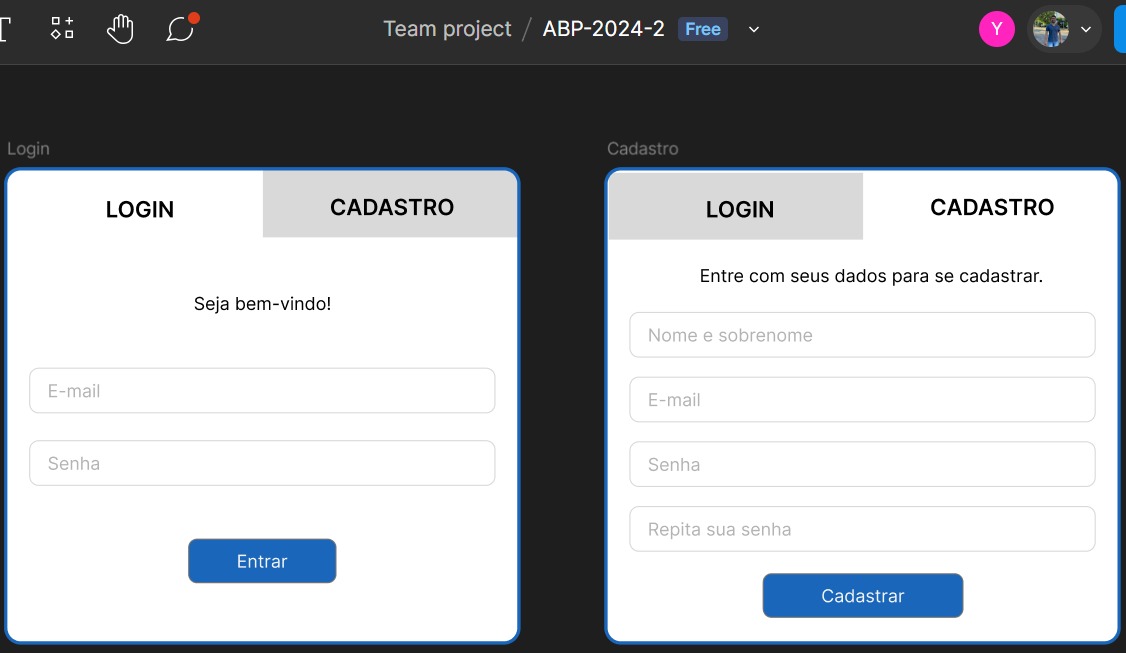 Team project / ABP-2024-2 Free
Y
Login
LOGIN CADASTRO
Seja bem-vindo!
E-mail
Senha
Entrar
Cadastro
LOGIN CADASTRO
Entre com seus dados para se cadastrar.
Nome e sobrenome
E-mail
Senha
Repita sua senha
Cadastrar